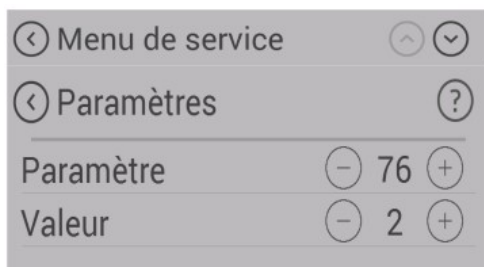 Menu de service
Paramètres ?
Paramètre - 76 +
Valeur - 2 +